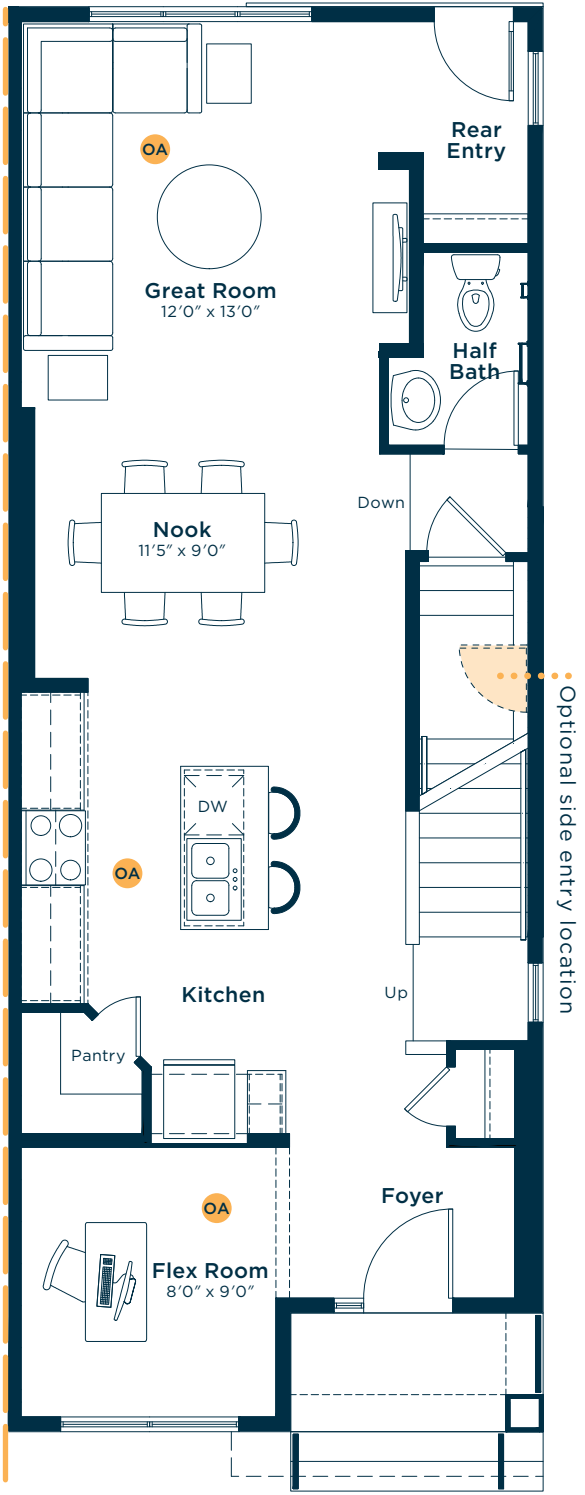 Rear
Entry
OA
Great Room
12'0" x 13'0"
Half
Bath
Down
Nook
11'5" x 9'0"
Optional side entry location
DW
OA
Kitchen
Up
Pantry
Foyer
OA
Flex Room
8'0" x 9'0"